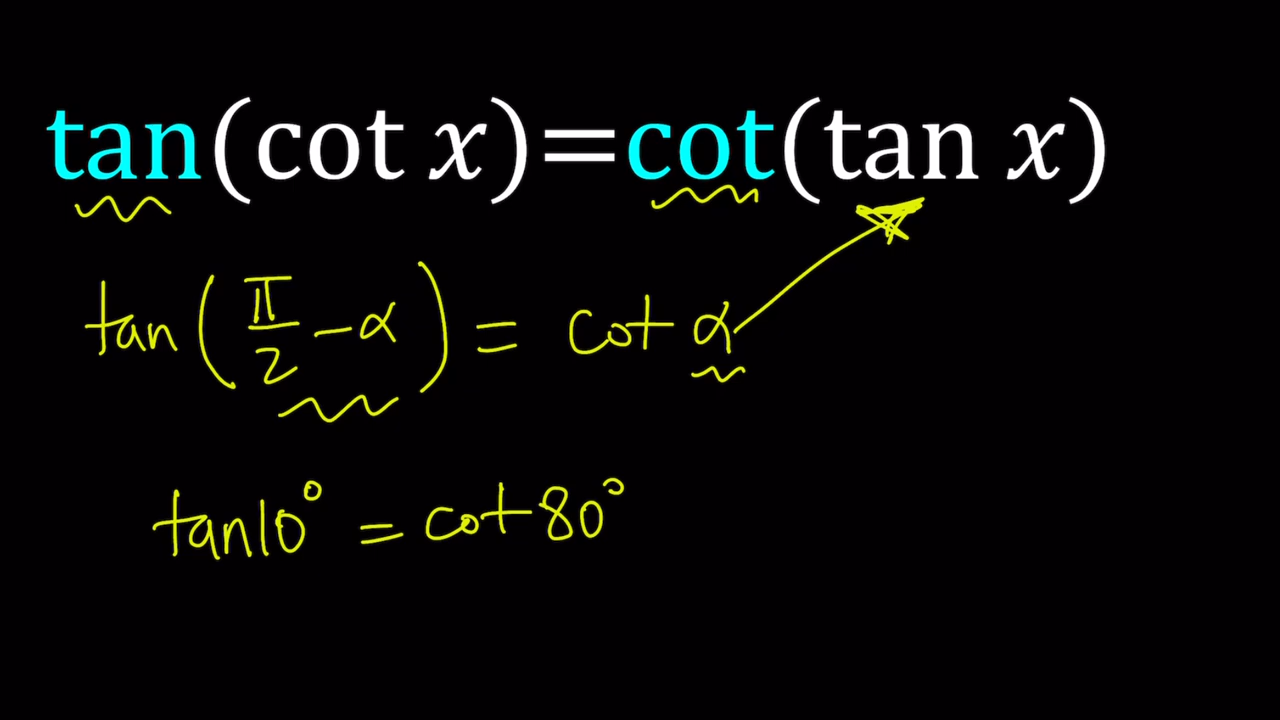 tan(cot x)=cot(tan x)
tan(π/2 - α) = cot α
tan10° = cot80°